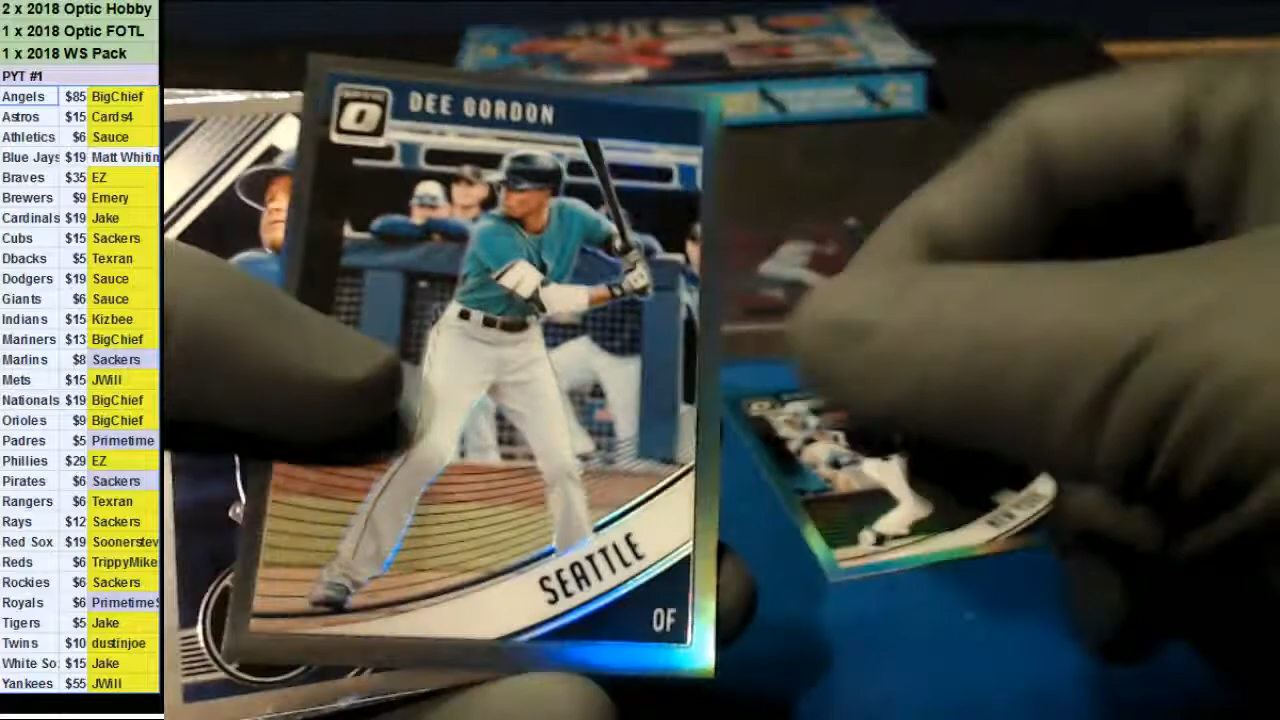 2 x 2018 Optic Hobby
1 x 2018 Optic FOTL
1 x 2018 WS Pack
PYT #1
Angels $85 BigChief
Astros $15 Cards4
Athletics $6 Sauce
Blue Jays $19 Matt Whitin
Braves $35 EZ
Brewers $9 Emery
Cardinals $19 Jake
Cubs $15 Sackers
Dbacks $5 Texran
Dodgers $19 Sauce
Giants $6 Sauce
Indians $15 Kizbee
Mariners $13 BigChief
Marlins $8 Sackers
Mets $15 JWill
Nationals $19 BigChief
Orioles $9 BigChief
Padres $5 Primetime
Phillies $29 EZ
Pirates $6 Sackers
Rangers $6 Texran
Rays $12 Sackers
Red Sox $19 Soonerstev
Reds $6 TrippyMike
Rockies $6 Sackers
Royals $6 PrimetimeS
Tigers $5 Jake
Twins $10 dustinjoe
White So $15 Jake
Yankees $55 JWill
DEE GORDON
SEATTLE
OF
NEW YORK